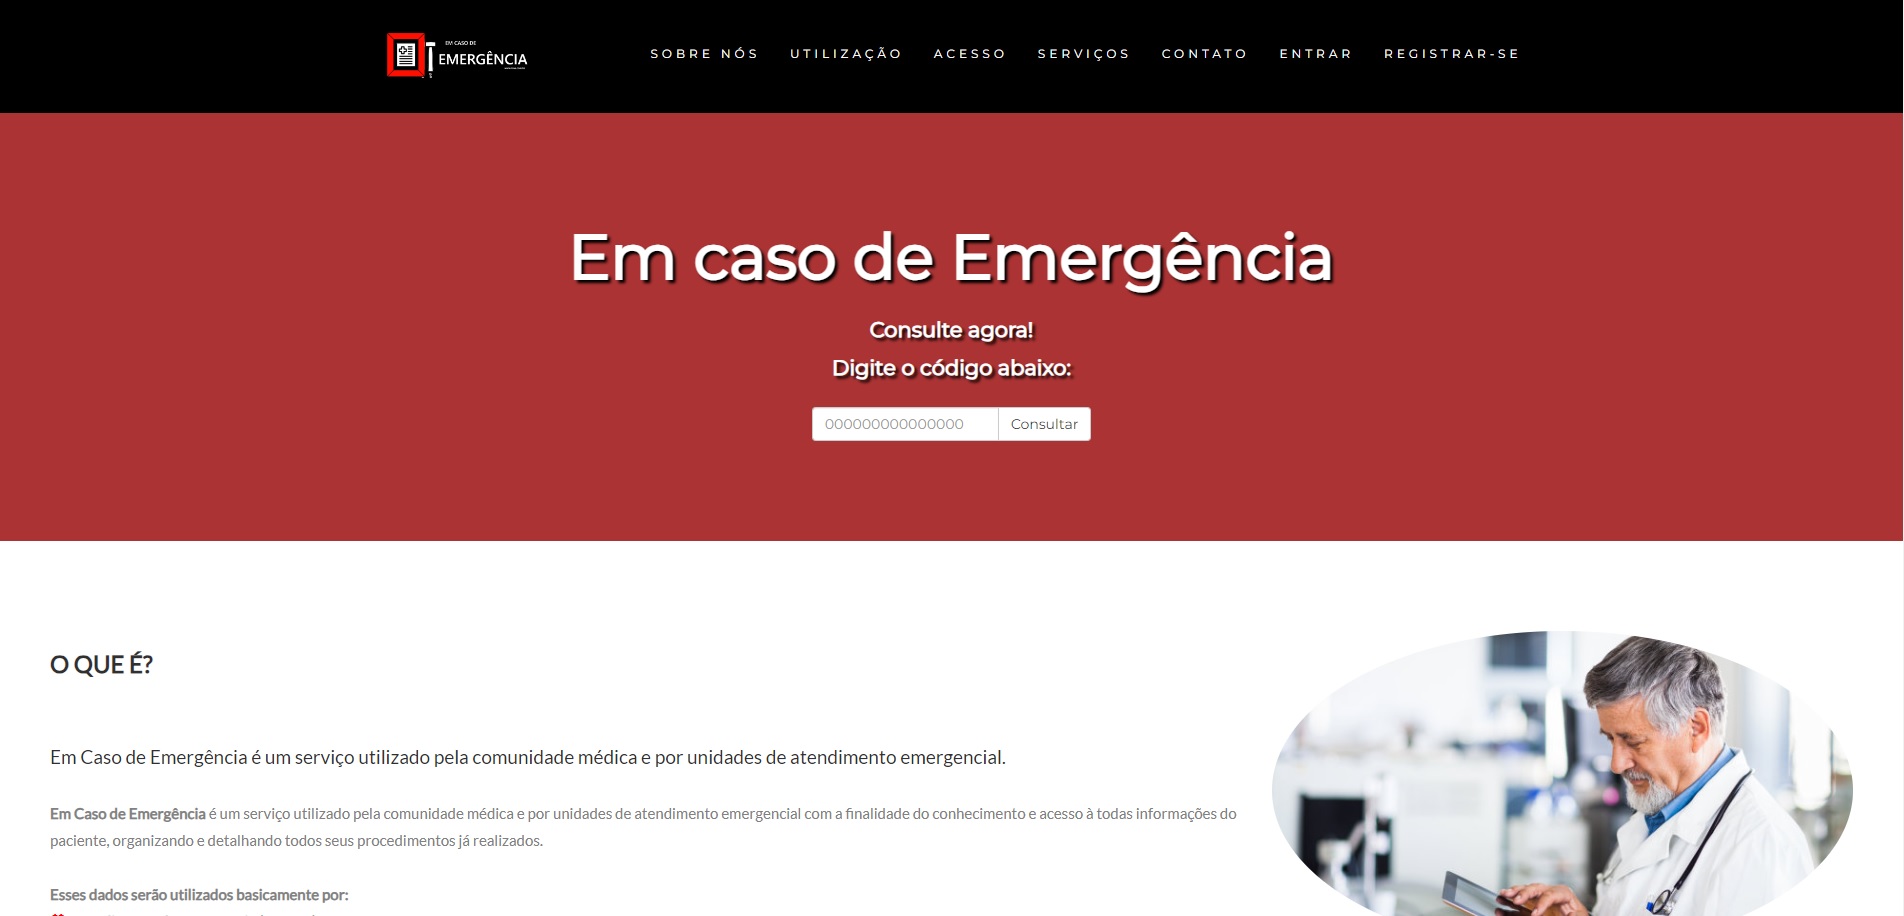 EM CASO DE
EMERGÊNCIA
SOBRE NÓS
UTILIZAÇÃO
ACESSO
SERVIÇOS
CONTATO
ENTRAR
REGISTRAR-SE
Em caso de Emergência
Consulte agora!
Digite o código abaixo:
000000000000000
Consultar
O QUE É?
Em Caso de Emergência é um serviço utilizado pela comunidade médica e por unidades de atendimento emergencial.
Em Caso de Emergência é um serviço utilizado pela comunidade médica e por unidades de atendimento emergencial com a finalidade do conhecimento e acesso à todas informações do
paciente, organizando e detalhando todos seus procedimentos já realizados.
Esses dados serão utilizados basicamente por: